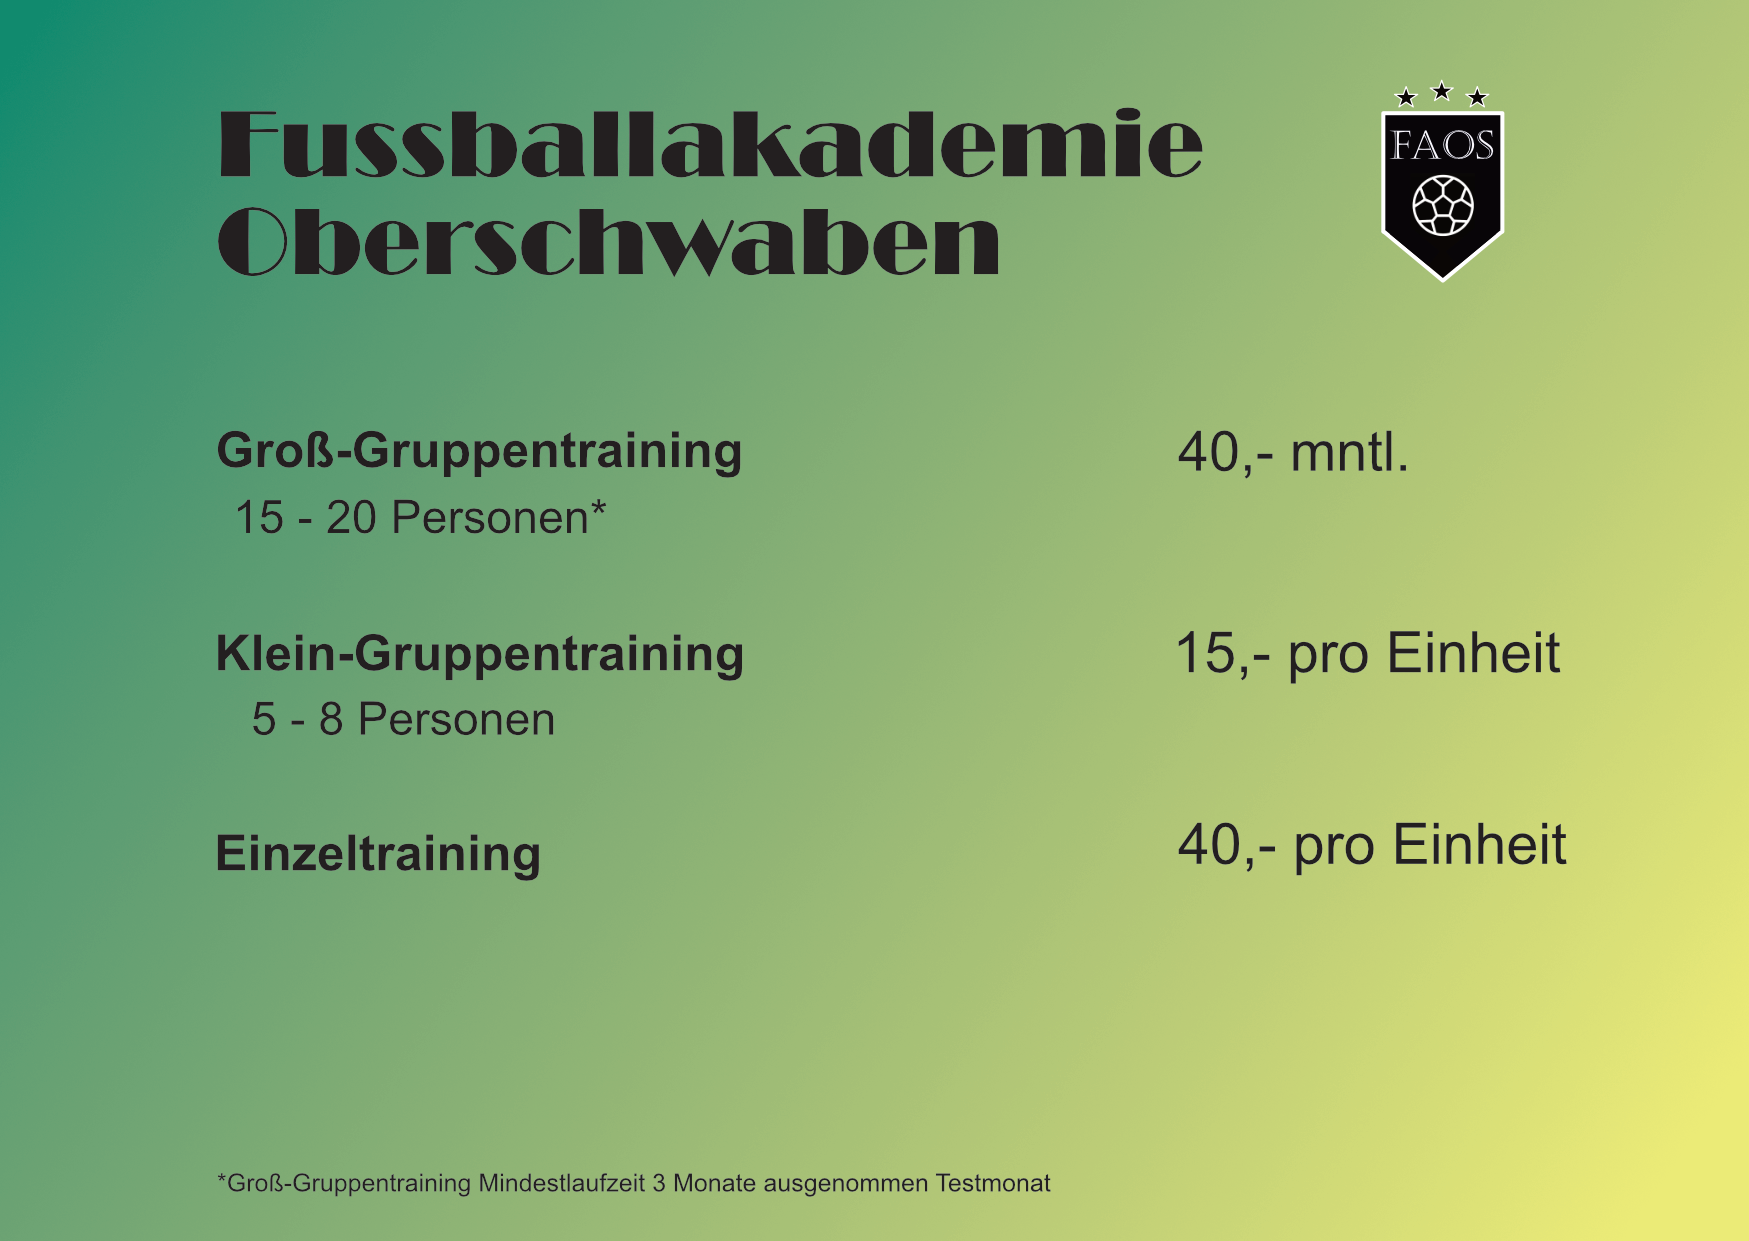 Fussballakademie
Oberschwaben
FAOS
Groß-Gruppentraining
40,- mntl.
15 - 20 Personen*
Klein-Gruppentraining
15,- pro Einheit
5 - 8 Personen
Einzeltraining
40,- pro Einheit
*Groß-Gruppentraining Mindestlaufzeit 3 Monate ausgenommen Testmonat